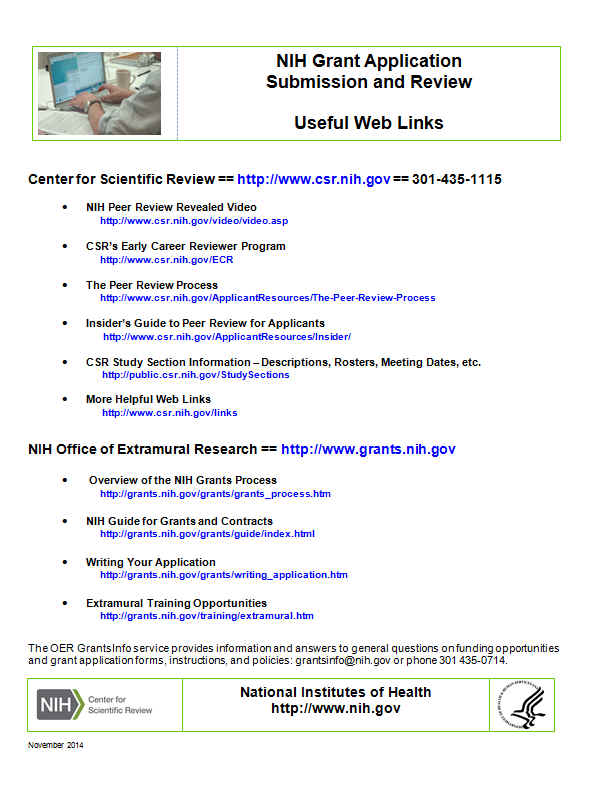 NIH Grant Application
Submission and Review
Useful Web Links
Center for Scientific Review == http://www.csr.nih.gov == 301-435-1115
• NIH Peer Review Revealed Video
http://www.csr.nih.gov/video/video.asp
• CSR's Early Career Reviewer Program
http://www.csr.nih.gov/ECR
• The Peer Review Process
http://www.csr.nih.gov/ApplicantResources/The-Peer-Review-Process
• Insider's Guide to Peer Review for Applicants
http://www.csr.nih.gov/ApplicantResources/Insider/
• CSR Study Section Information – Descriptions, Rosters, Meeting Dates, etc.
http://public.csr.nih.gov/StudySections
• More Helpful Web Links
http://www.csr.nih.gov/links
NIH Office of Extramural Research == http://www.grants.nih.gov
• Overview of the NIH Grants Process
http://grants.nih.gov/grants/grants_process.htm
• NIH Guide for Grants and Contracts
http://grants.nih.gov/grants/guide/index.html
• Writing Your Application
http://grants.nih.gov/grants/writing_application.htm
• Extramural Training Opportunities
http://grants.nih.gov/training/extramural.htm
The OER GrantsInfo service provides information and answers to general questions on funding opportunities
and grant application forms, instructions, and policies: grantsinfo@nih.gov or phone 301 435-0714.
NIH Center for
Scientific Review
National Institutes of Health
http://www.nih.gov
November 2014